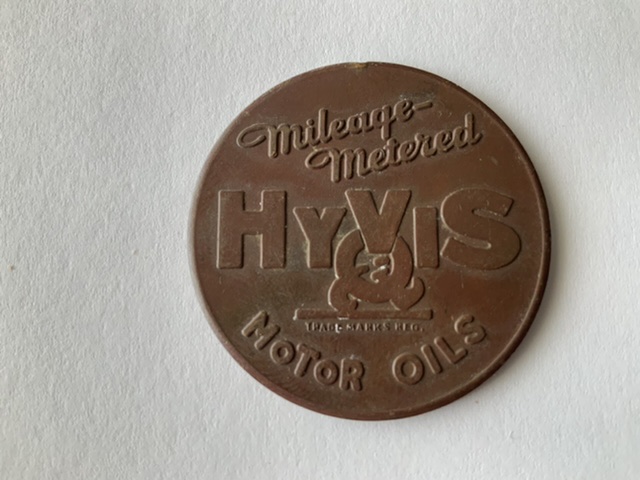 Mileage-
Metered
HYVIS
TRADE MARKS REG.
MOTOR OILS